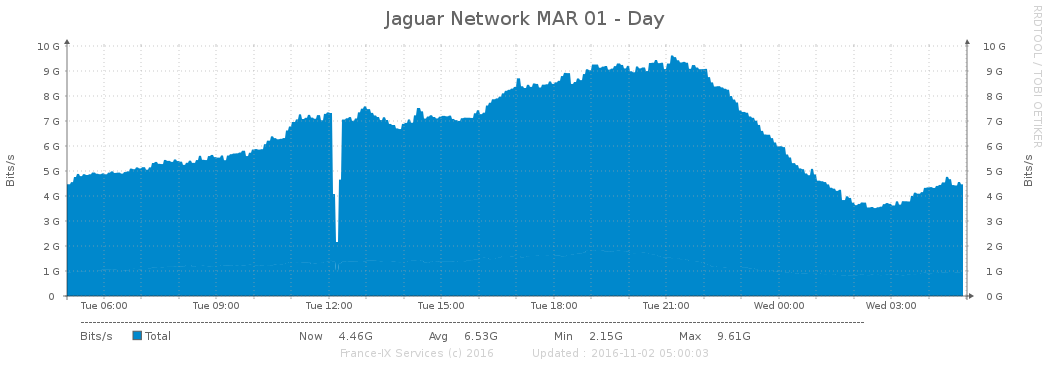 Jaguar Network MAR 01 - Day
RRDTOOL / TOBI OETIKER
Bits/s
10 G
9 G
8 G
7 G
6 G
5 G
4 G
3 G
2 G
1 G
0
10 G
9 G
8 G
7 G
6 G
5 G
4 G
3 G
2 G
1 G
0 G
Bits/s
Tue 06:00 Tue 09:00 Tue 12:00 Tue 15:00 Tue 18:00 Tue 21:00 Wed 00:00 Wed 03:00
Bits/s Total Now 4.46G Avg 6.53G Min 2.15G Max 9.61G
France-IX Services (c) 2016 Updated : 2016-11-02 05:00:03